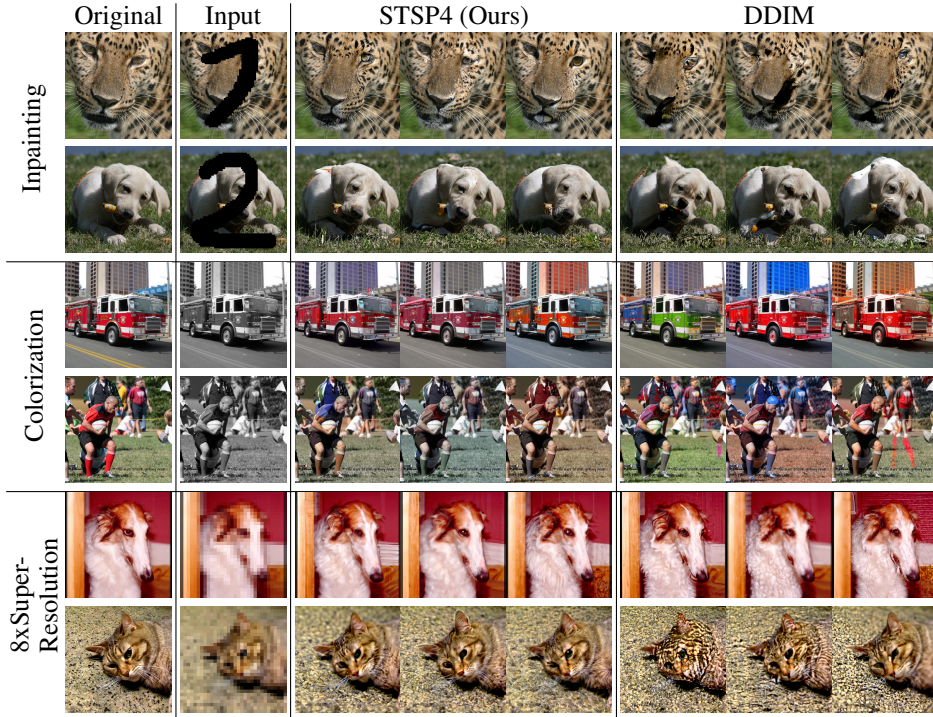 Original Input STSP4 (Ours) DDIM
Inpainting
Colorization
8xSuper-
Resolution